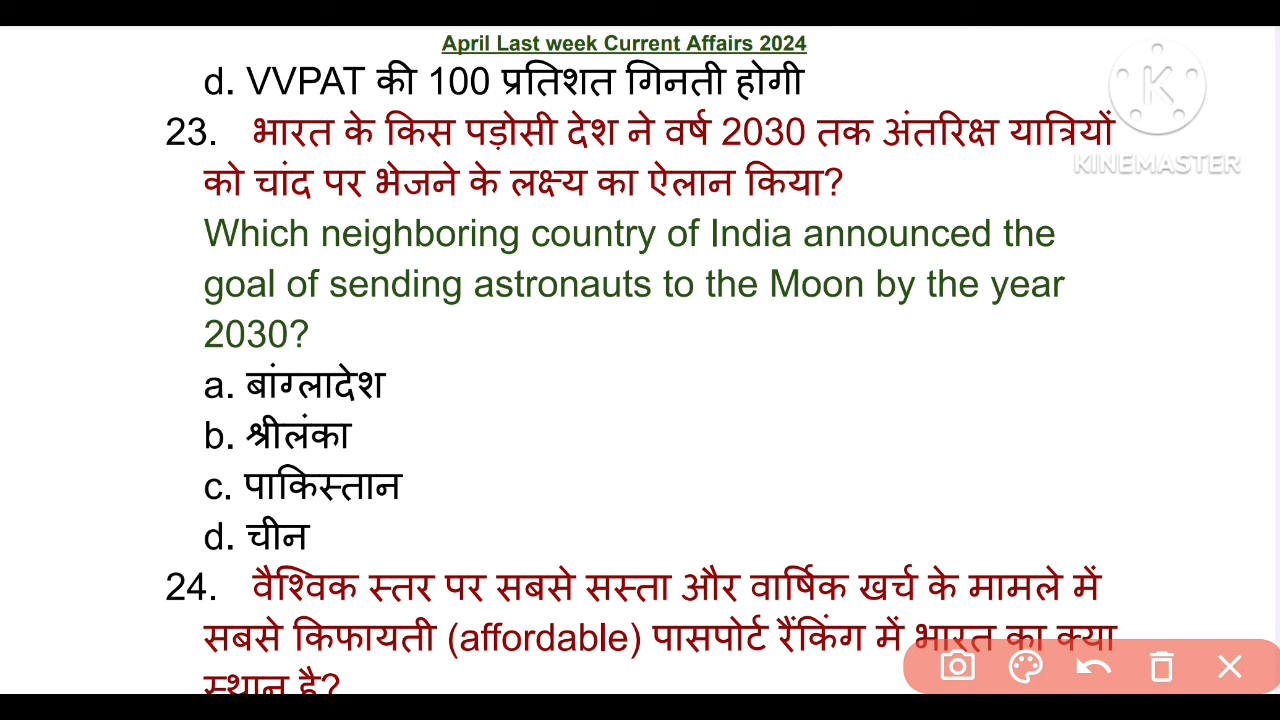 April Last week Current Affairs 2024
d. VVPAT की 100 प्रतिशत गिनती होगी
23. भारत के किस पड़ोसी देश ने वर्ष 2030 तक अंतरिक्ष यात्रियों
को चांद पर भेजने के लक्ष्य का ऐलान किया?
K
KINEMASTER
Which neighboring country of India announced the
goal of sending astronauts to the Moon by the year
2030?
a. बांग्लादेश
b. श्रीलंका
c. पाकिस्तान
d. चीन
24. वैश्विक स्तर पर सबसे सस्ता और वार्षिक खर्च के मामले में
सबसे किफायती (affordable) पासपोर्ट रैंकिंग में भारत का क्या
स्थान है?